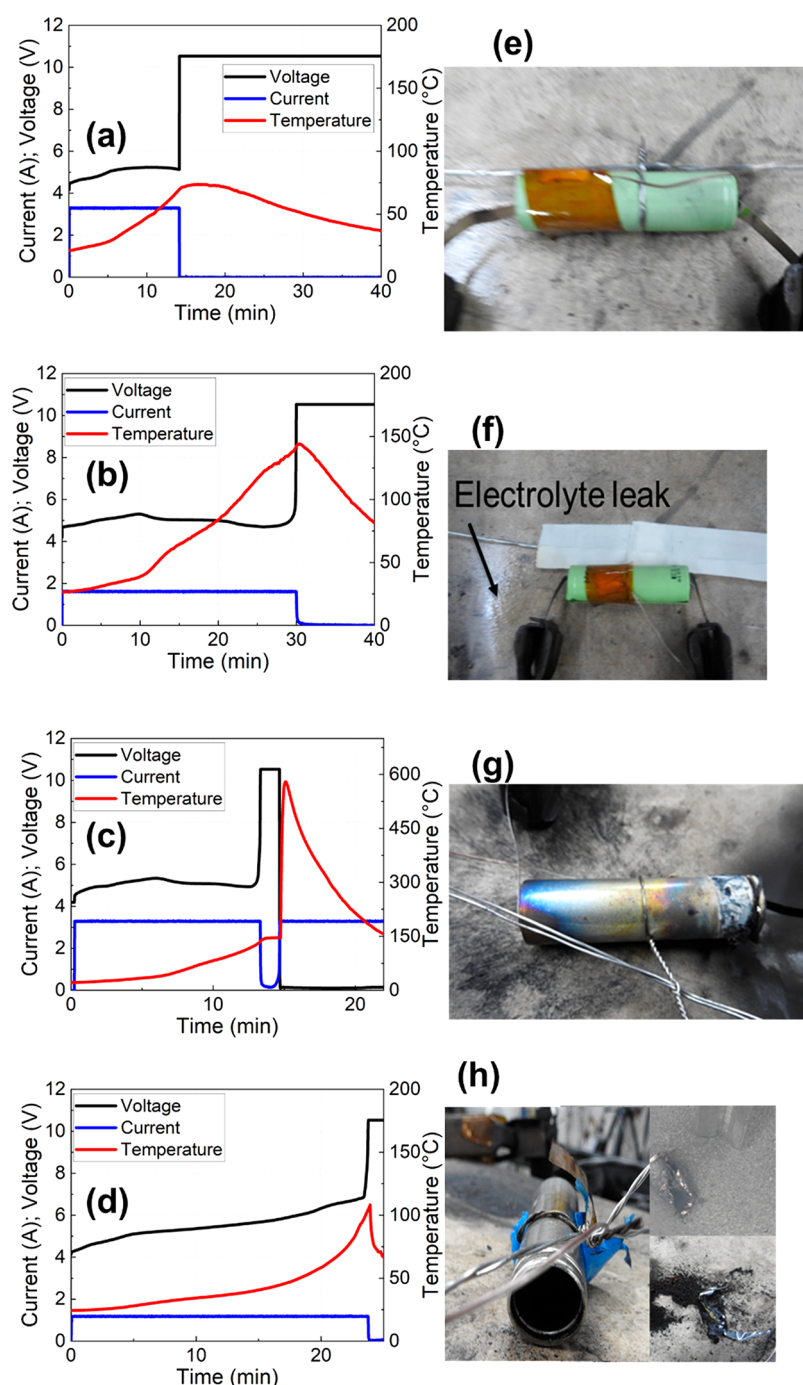 (a)
Current (A); Voltage (V)
12
10
8
6
4
2
0
Voltage
Current
Temperature
200
150
100
50
0
Temperature (°C)
0 10 20 30 40
Time (min)
(e)
(b)
Current (A); Voltage (V)
12
10
8
6
4
2
0
Voltage
Current
Temperature
200
150
100
50
0
Temperature (°C)
0 10 20 30 40
Time (min)
(f)
Electrolyte leak
(c)
Current (A); Voltage (V)
12
10
8
6
4
2
0
Voltage
Current
Temperature
600
450
300
150
0
Temperature (°C)
0 10 20
Time (min)
(g)
(d)
Current (A); Voltage (V)
12
10
8
6
4
2
0
Voltage
Current
Temperature
200
150
100
50
0
Temperature (°C)
0 10 20
Time (min)
(h)